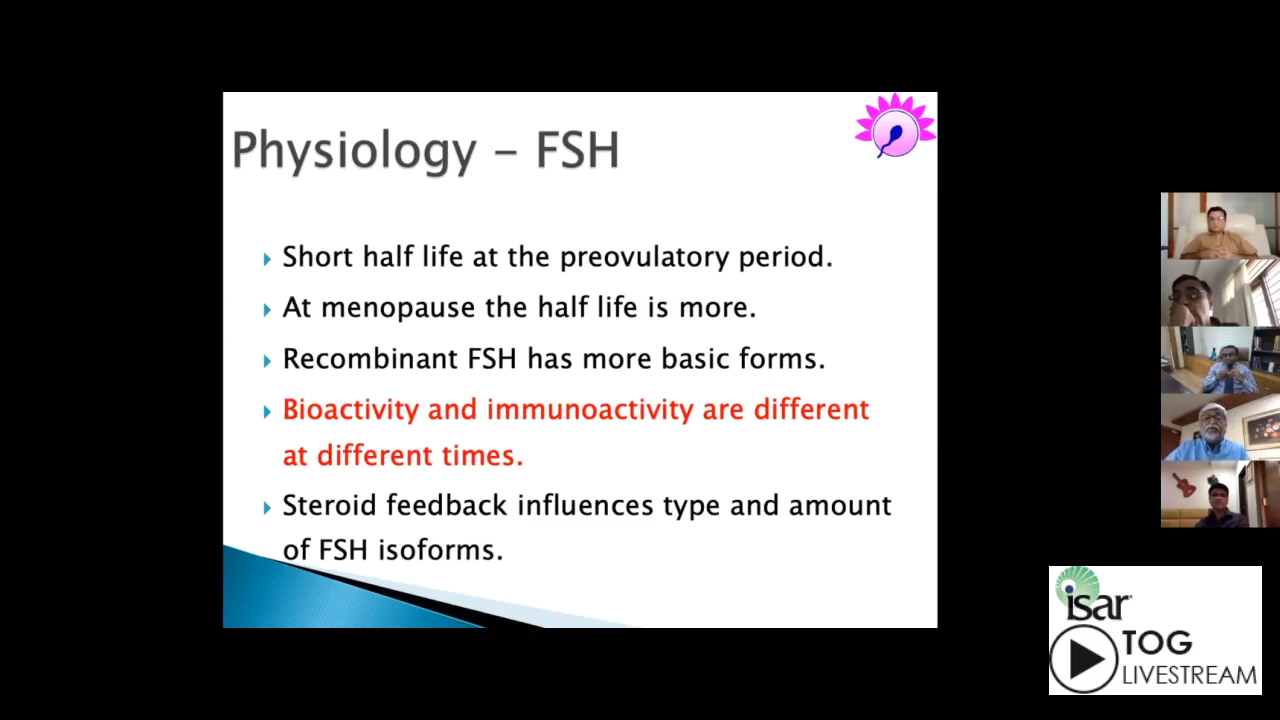 Physiology – FSH
Short half life at the preovulatory period.
At menopause the half life is more.
Recombinant FSH has more basic forms.
Bioactivity and immunoactivity are different
at different times.
Steroid feedback influences type and amount
of FSH isoforms.
isar
TOG
LIVESTREAM